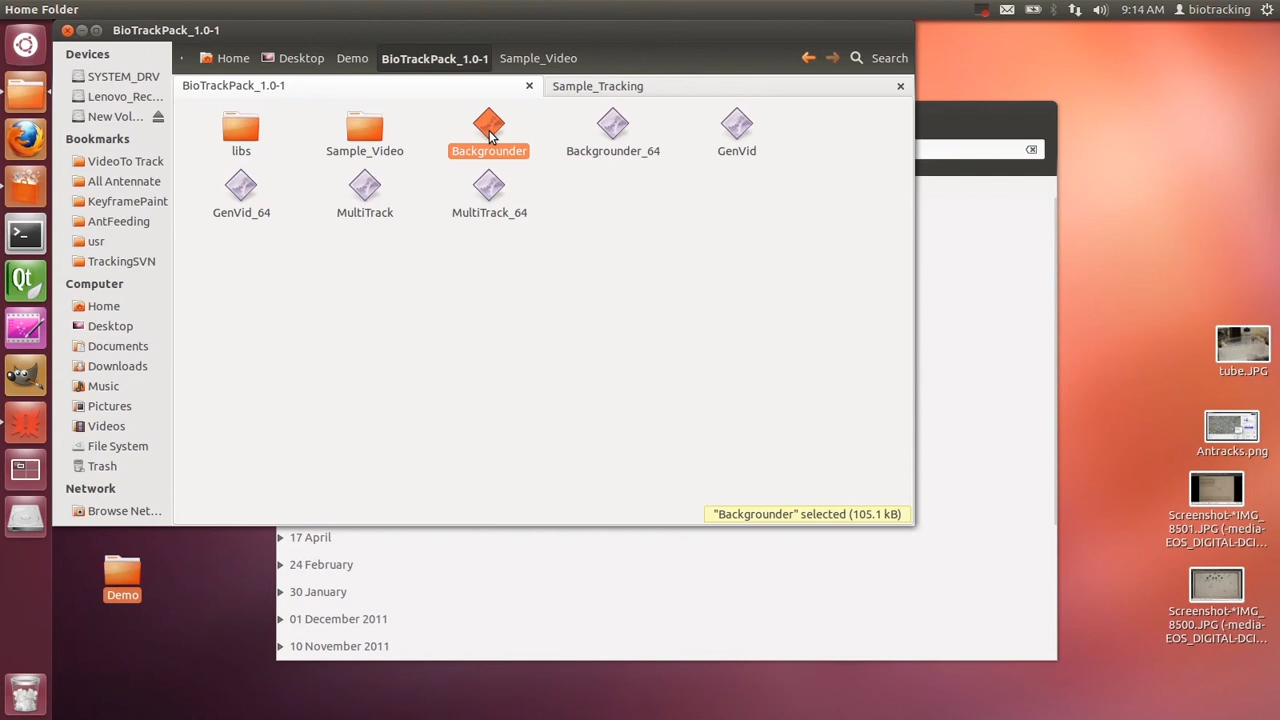 Home Folder
9:14 AM
biotracking
BioTrackPack_1.0-1
Devices
SYSTEM_DRV
Lenovo_Rec...
New Vol...
Bookmarks
VideoTo Track
All Antennate
KeyframePaint
AntFeeding
usr
TrackingSVN
Computer
Home
Desktop
Documents
Downloads
Music
Pictures
Videos
File System
Trash
Network
Browse Net...
Home
Desktop
Demo
BioTrackPack_1.0-1
Sample_Video
Search
BioTrackPack_1.0-1
Sample_Tracking
libs
Sample_Video
Backgrounder
Backgrounder_64
GenVid
GenVid_64
MultiTrack
MultiTrack_64
"Backgrounder" selected (105.1 kB)
17 April
24 February
30 January
01 December 2011
10 November 2011
Demo
Qt
tube.JPG
Antracks.png
Screenshot-*IMG_
8501.JPG (-media-
EOS_DIGITAL-DCI...
Screenshot-*IMG_
8500.JPG (-media-
EOS_DIGITAL-DCI...